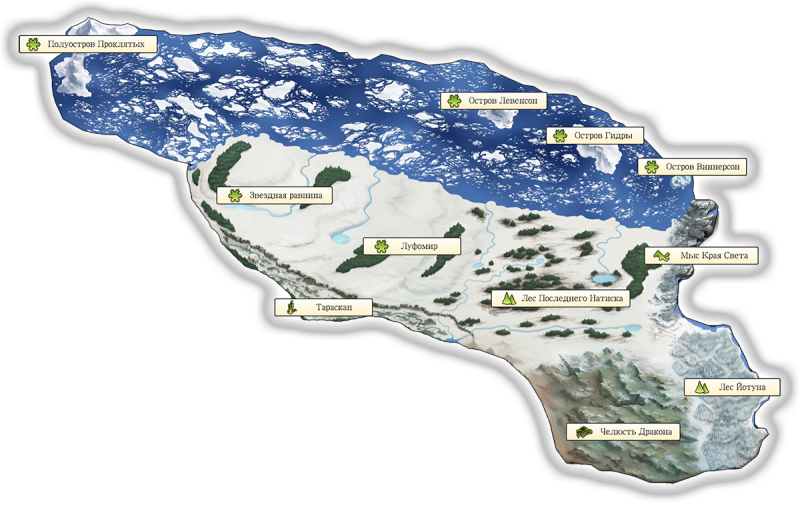 Полуостров Проклятых
Остров Левенсон
Остров Гидры
Остров Виннерсон
Звездная равнина
Луфомир
Мыс Края Света
Лес Последнего Натиска
Тараскан
Лес Йотуна
Челюсть Дракона